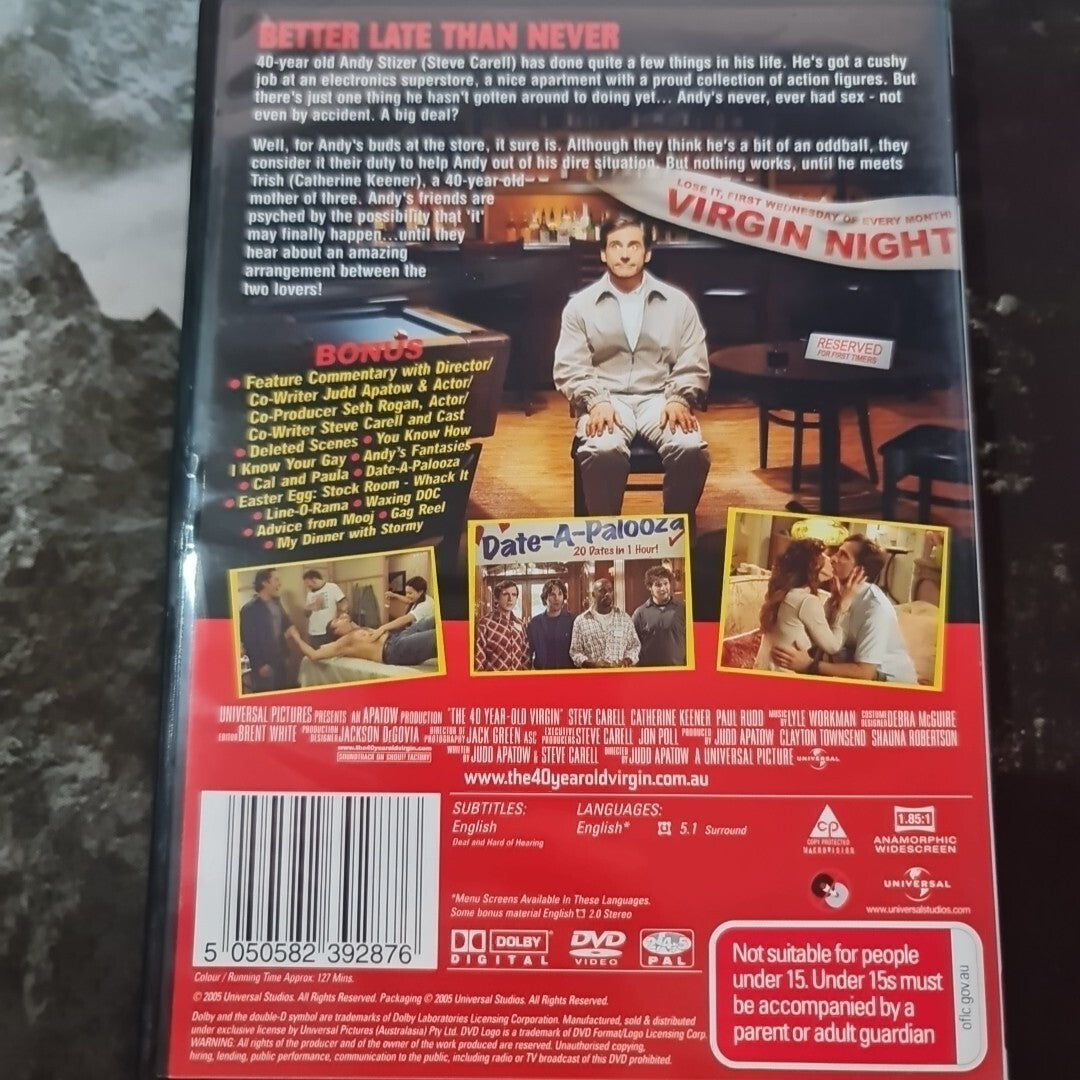 BETTER LATE THAN NEVER
40-year old Andy Stizer (Steve Carell) has done quite a few things in his life. He's got a cushy
job at an electronics superstore, a nice apartment with a proud collection of action figures. But
there's just one thing he hasn't gotten around to doing yet... Andy's never, ever had sex - not
even by accident. A big deal?
Well, for Andy's buds at the store, it sure is. Although they think he's a bit of an oddball, they
consider it their duty to help Andy out of his dire situation. But nothing works, until he meets
Trish (Catherine Keener), a 40-year-old
mother of three. Andy's friends are
psyched by the possibility that 'it'
may finally happen...until they
hear about an amazing
arrangement between the
two lovers!
LOSE IT, FIRST WEDNESDAY OF EVERY MONTH!
VIRGIN NIGHT
RESERVED
FOR FIRST TIMERS
BONUS
• Feature Commentary with Director/
Co-Writer Judd Apatow & Actor/
Co-Producer Seth Rogan, Actor/
Co-Writer Steve Carell and Cast
• Deleted Scenes • You Know How
I Know Your Gay • Andy's Fantasies
• Cal and Paula • Date-A-Palooza
• Easter Egg: Stock Room - Whack It
• Line-O-Rama • Waxing DOC
• Advice from Mooj • Gag Reel
• My Dinner with Stormy
Date-A-Palooza
20 Dates in 1 Hour!
UNIVERSAL PICTURES PRESENTS AN APATOW PRODUCTION "THE 40 YEAR-OLD VIRGIN" STEVE CARELL CATHERINE KEENER PAUL RUDD MUSIC BY LYLE WORKMAN COSTUME DESIGNER DEBRA McGUIRE
EDITOR BRENT WHITE PRODUCTION DESIGNER JACKSON DeGOVIA DIRECTOR OF PHOTOGRAPHY JACK GREEN ASC EXECUTIVE PRODUCERS STEVE CARELL JON POLL PRODUCED BY JUDD APATOW CLAYTON TOWNSEND SHAUNA ROBERTSON
www.the40yearoldvirgin.com
SOUNDTRACK ON SHOUT! FACTORY
WRITTEN BY JUDD APATOW & STEVE CARELL DIRECTED BY JUDD APATOW A UNIVERSAL PICTURE UNIVERSAL
www.the40yearoldvirgin.com.au
SUBTITLES:
English
Deaf and Hard of Hearing
LANGUAGES:
English* 5.1 Surround
CP
COPY PROTECTED
MACROVISION
1.85:1
ANAMORPHIC
WIDESCREEN
*Menu Screens Available In These Languages.
Some bonus material English 2.0 Stereo
UNIVERSAL
www.universalstudios.com
5 050582 392876
DOLBY
DIGITAL
DVD
VIDEO
2,4,5
PAL
Not suitable for people
under 15. Under 15s must
be accompanied by a
parent or adult guardian
oflc.gov.au
Colour / Running Time Approx: 127 Mins.
© 2005 Universal Studios. All Rights Reserved. Packaging © 2005 Universal Studios. All Rights Reserved.
Dolby and the double-D symbol are trademarks of Dolby Laboratories Licensing Corporation. Manufactured, sold & distributed
under exclusive license by Universal Pictures (Australasia) Pty Ltd. DVD Logo is a trademark of DVD Format/Logo Licensing Corp.
WARNING: All rights of the producer and of the owner of the work produced are reserved. Unauthorised copying,
hiring, lending, public performance, communication to the public, including radio or TV broadcast of this DVD prohibited.